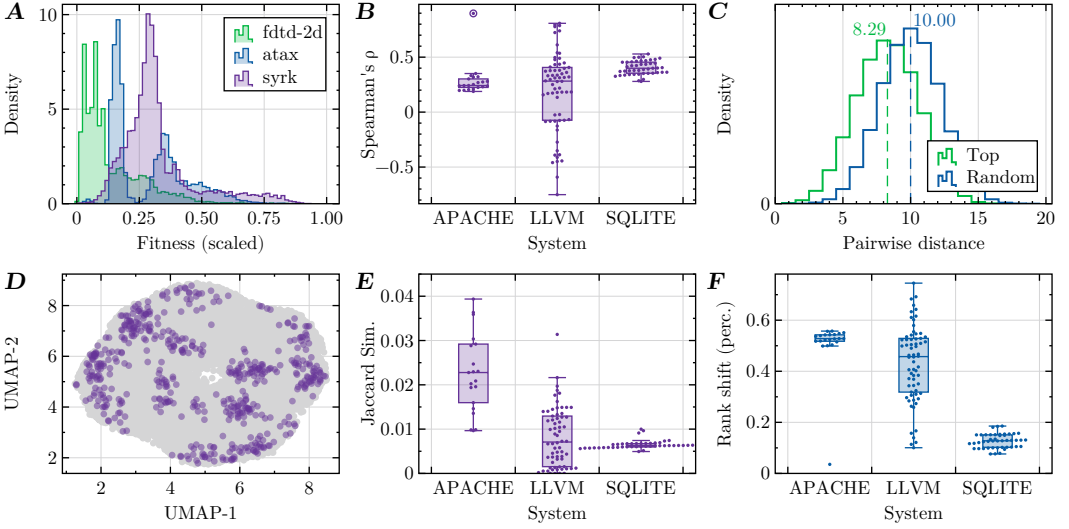 A
fdtd-2d
atax
syrk
Density
0
5
10
0
0.25
0.50
0.75
1.00
Fitness (scaled)
B
Spearman's ρ
0.5
0
−0.5
APACHE
LLVM
SQLITE
System
C
8.29
10.00
Density
0
Top
Random
5
10
15
20
Pairwise distance
D
UMAP-2
8
6
4
2
2
4
6
8
UMAP-1
E
Jaccard Sim.
0.04
0.03
0.02
0.01
0
APACHE
LLVM
SQLITE
System
F
Rank shift (perc.)
0.8
0.6
0.4
0.2
0
APACHE
LLVM
SQLITE
System